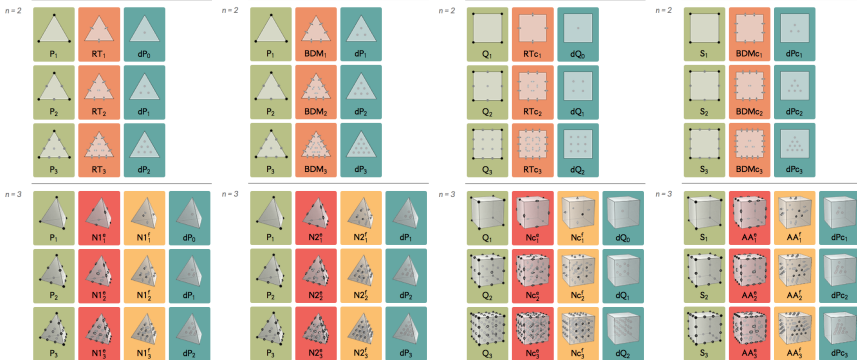 n=2 n=2 n=2 n=2
P₁ RT₁ dP₀ P₁ BDM₁ dP₁ Q₁ RTc₁ dQ₀ S₁ BDMc₁ dPc₁
P₂ RT₂ dP₁ P₂ BDM₂ dP₂ Q₂ RTc₂ dQ₁ S₂ BDMc₂ dPc₂
P₃ RT₃ dP₂ P₃ BDM₃ dP₃ Q₃ RTc₃ dQ₂ S₃ BDMc₃ dPc₃
n=3 n=3 n=3 n=3
P₁ N1ᵉ₁ N1ᶠ₁ dP₀ P₁ N2ᵉ₁ N2ᶠ₁ dP₁ Q₁ Ncᵉ₁ Ncᶠ₁ dQ₀ S₁ AAᵉ₁ AAᶠ₁ dPc₁
P₂ N1ᵉ₂ N1ᶠ₂ dP₁ P₂ N2ᵉ₂ N2ᶠ₂ dP₂ Q₂ Ncᵉ₂ Ncᶠ₂ dQ₁ S₂ AAᵉ₂ AAᶠ₂ dPc₂
P₃ N1ᵉ₃ N1ᶠ₃ dP₂ P₃ N2ᵉ₃ N2ᶠ₃ dP₃ Q₃ Ncᵉ₃ Ncᶠ₃ dQ₂ S₃ AAᵉ₃ AAᶠ₃ dPc₃